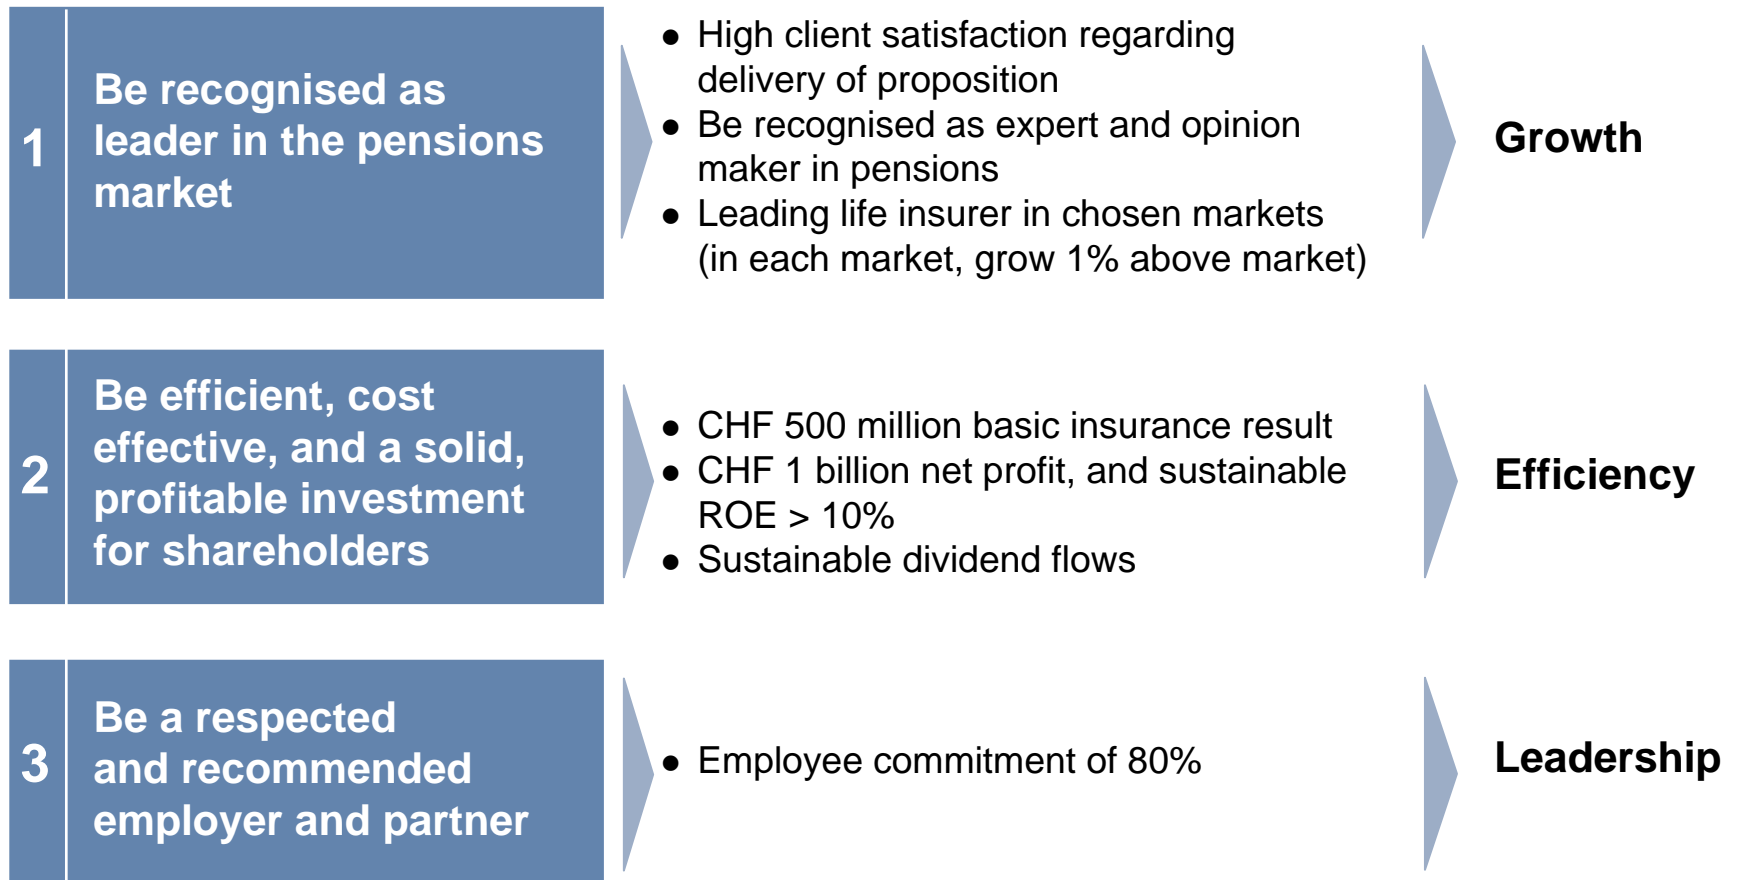 1
Be recognised as
leader in the pensions
market
● High client satisfaction regarding
delivery of proposition
● Be recognised as expert and opinion
maker in pensions
● Leading life insurer in chosen markets
(in each market, grow 1% above market)
Growth
2
Be efficient, cost
effective, and a solid,
profitable investment
for shareholders
● CHF 500 million basic insurance result
● CHF 1 billion net profit, and sustainable
ROE > 10%
● Sustainable dividend flows
Efficiency
3
Be a respected
and recommended
employer and partner
● Employee commitment of 80%
Leadership